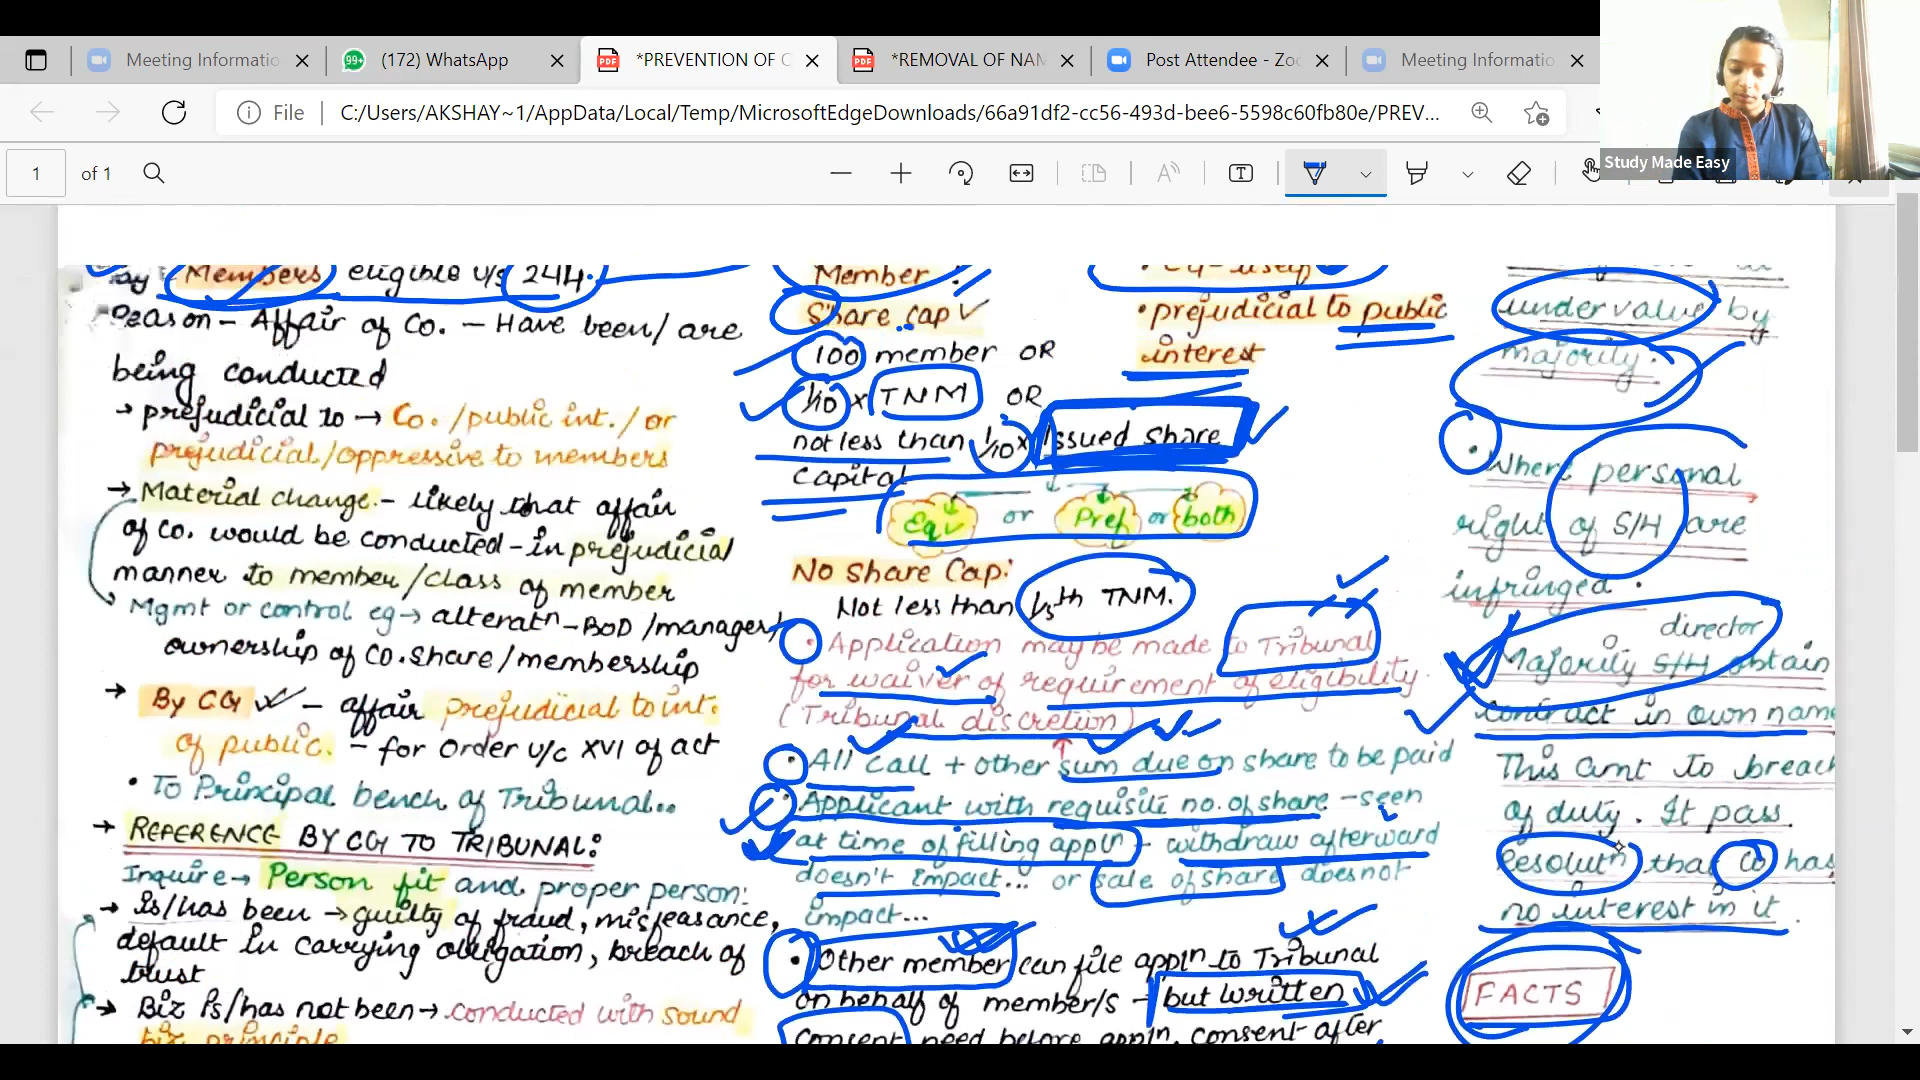 Meeting Informatio
(172) WhatsApp
*PREVENTION OF O
*REMOVAL OF NAM
Post Attendee - Zoo
Meeting Informatio
File
C:/Users/AKSHAY~1/AppData/Local/Temp/MicrosoftEdgeDownloads/66a91df2-cc56-493d-bee6-5598c60fb80e/PREV...
Study Made Easy
1 of 1
by Members eligible u/s 244.
Reason - Affair of Co. - Have been/ are
being conducted
→ prejudicial to → Co. /public int. / or
prejudicial/oppressive to members
→ Material change - likely that affair
of Co. would be conducted - in prejudicial
manner to member/class of member
Mgmt or control eg → alteratn - BOD /manager/
ownership of Co. share/membership
→ By CG - affair prejudicial to int.
of public. - for order u/c XVI of act
• To Principal bench of Tribunal...
→ REFERENCE BY CG TO TRIBUNAL:
Inquire → Person fit and proper person:
→ is/has been → guilty of fraud, misfeasance,
default in carrying obligation, breach of
trust
→ Biz is/has not been → conducted with sound
biz principle
Member :
Share cap
100 member OR
1/10 x TNM OR
not less than 1/10 x Issued share
capital
Eq or Pref or both
No Share Cap:
Not less than 1/5th TNM.
• Application may be made to Tribunal
for waiver of requirement of eligibility.
(Tribunal discretion)
• All call + other sum due on share to be paid
• Applicant with requisite no. of share - seen
at time of filling appln - withdraw afterward
doesn't impact... or sale of share does not
impact...
• Other member can file appln to Tribunal
on behalf of member/s - but written
consent need before appln. consent after
• prejudicial to public
interest
undervalue by
majority.
• Where personal
right of S/H are
infringed.
director
Majority S/H obtain
contract in own name
This amt to breach
of duty. It pass
Resolutn that Co has
no interest in it.
FACTS